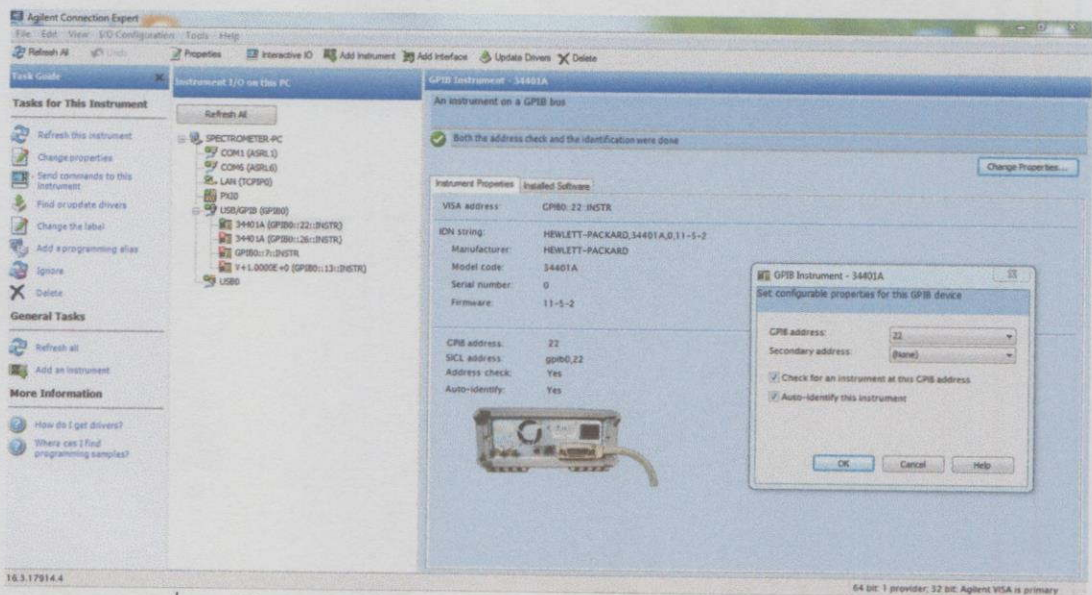 Agilent Connection Expert
File Edit View I/O Configuration Tools Help
Refresh All Undo Properties Interactive IO Add Instrument Add Interface Update Drivers Delete
Task Guide
Tasks for This Instrument
Refresh this instrument
Change properties
Send commands to this
instrument
Find or update drivers
Change the label
Add a programming alias
Ignore
Delete
General Tasks
Refresh all
Add an instrument
More Information
How do I get drivers?
Where can I find
programming samples?
Instrument I/O on this PC
Refresh All
SPECTROMETER-PC
COM1 (ASRL1)
COM6 (ASRL6)
LAN (TCPIP0)
PXI0
USB/GPIB (GPIB0)
34401A (GPIB0::22::INSTR)
34401A (GPIB0::26::INSTR)
GPIB0::7::INSTR
V+1.0000E+0 (GPIB0::13::INSTR)
USB0
GPIB Instrument - 34401A
An instrument on a GPIB bus
Both the address check and the identification were done
Change Properties...
Instrument Properties Installed Software
VISA address: GPIB0::22::INSTR
IDN string: HEWLETT-PACKARD,34401A,0,11-5-2
Manufacturer: HEWLETT-PACKARD
Model code: 34401A
Serial number: 0
Firmware: 11-5-2
GPIB address: 22
SICL address: gpib0,22
Address check: Yes
Auto-identify: Yes
GPIB Instrument - 34401A
Set configurable properties for this GPIB device
GPIB address: 22
Secondary address: (None)
Check for an instrument at this GPIB address
Auto-identify this instrument
OK Cancel Help
16.3.17914.4
64 bit: 1 provider; 32 bit: Agilent VISA is primary